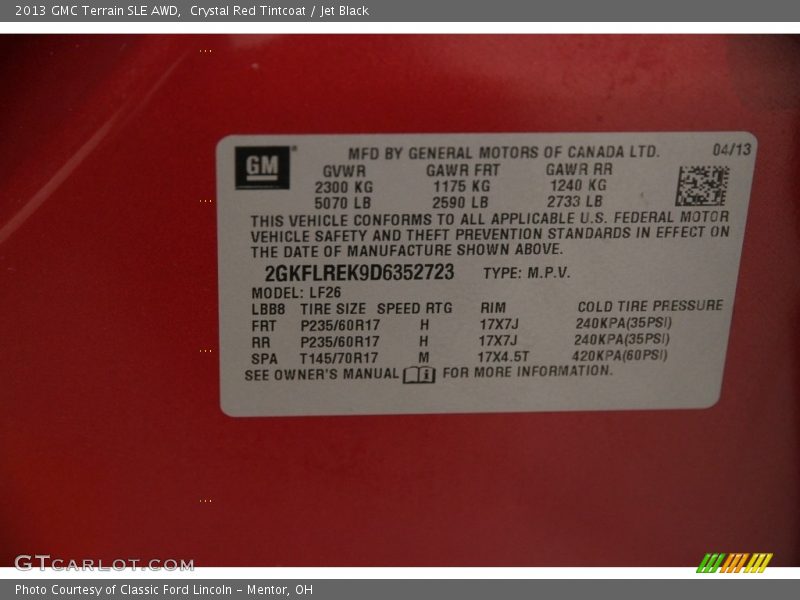 2013 GMC Terrain SLE AWD, Crystal Red Tintcoat / Jet Black
GM
MFD BY GENERAL MOTORS OF CANADA LTD. 04/13
GVWR GAWR FRT GAWR RR
2300 KG 1175 KG 1240 KG
5070 LB 2590 LB 2733 LB
THIS VEHICLE CONFORMS TO ALL APPLICABLE U.S. FEDERAL MOTOR
VEHICLE SAFETY AND THEFT PREVENTION STANDARDS IN EFFECT ON
THE DATE OF MANUFACTURE SHOWN ABOVE.
2GKFLREK9D6352723 TYPE: M.P.V.
MODEL: LF26
LBB8 TIRE SIZE SPEED RTG RIM COLD TIRE PRESSURE
FRT P235/60R17 H 17X7J 240KPA(35PSI)
RR P235/60R17 H 17X7J 240KPA(35PSI)
SPA T145/70R17 M 17X4.5T 420KPA(60PSI)
SEE OWNER'S MANUAL FOR MORE INFORMATION.
GTCARLOT.COM
Photo Courtesy of Classic Ford Lincoln - Mentor, OH